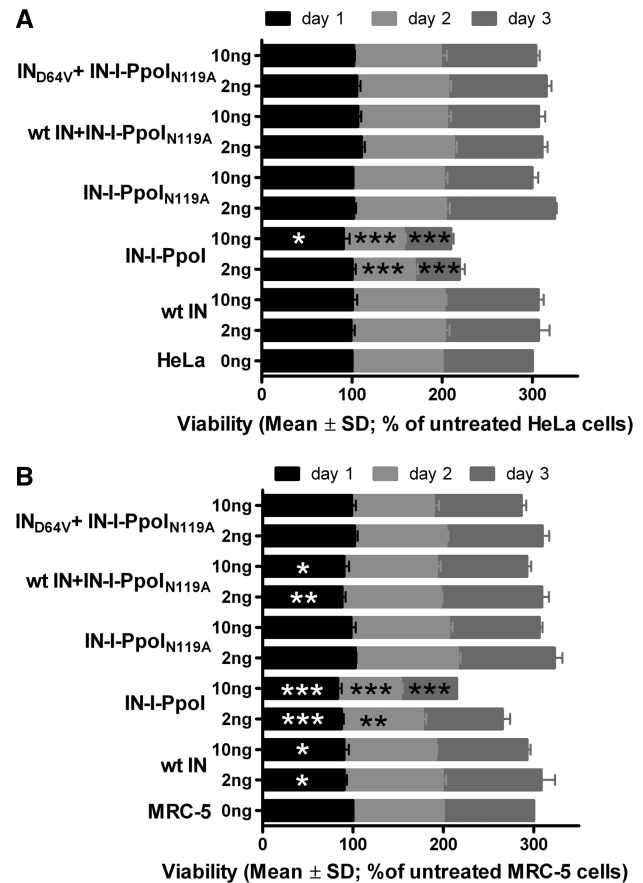 A
day 1 day 2 day 3
10ng
IND64V+ IN-I-PpoIN119A
2ng
10ng
wt IN+IN-I-PpoIN119A
2ng
10ng
IN-I-PpoIN119A
2ng
10ng * *** ***
IN-I-PpoI
2ng *** ***
10ng
wt IN
2ng
HeLa 0ng
0 100 200 300
Viability (Mean ± SD; % of untreated HeLa cells)
B
day 1 day 2 day 3
10ng
IND64V+ IN-I-PpoIN119A
2ng
10ng *
wt IN+IN-I-PpoIN119A
2ng **
10ng
IN-I-PpoIN119A
2ng
10ng *** *** ***
IN-I-PpoI
2ng *** **
10ng *
wt IN
2ng *
MRC-5 0ng
0 100 200 300
Viability (Mean ± SD; %of untreated MRC-5 cells)